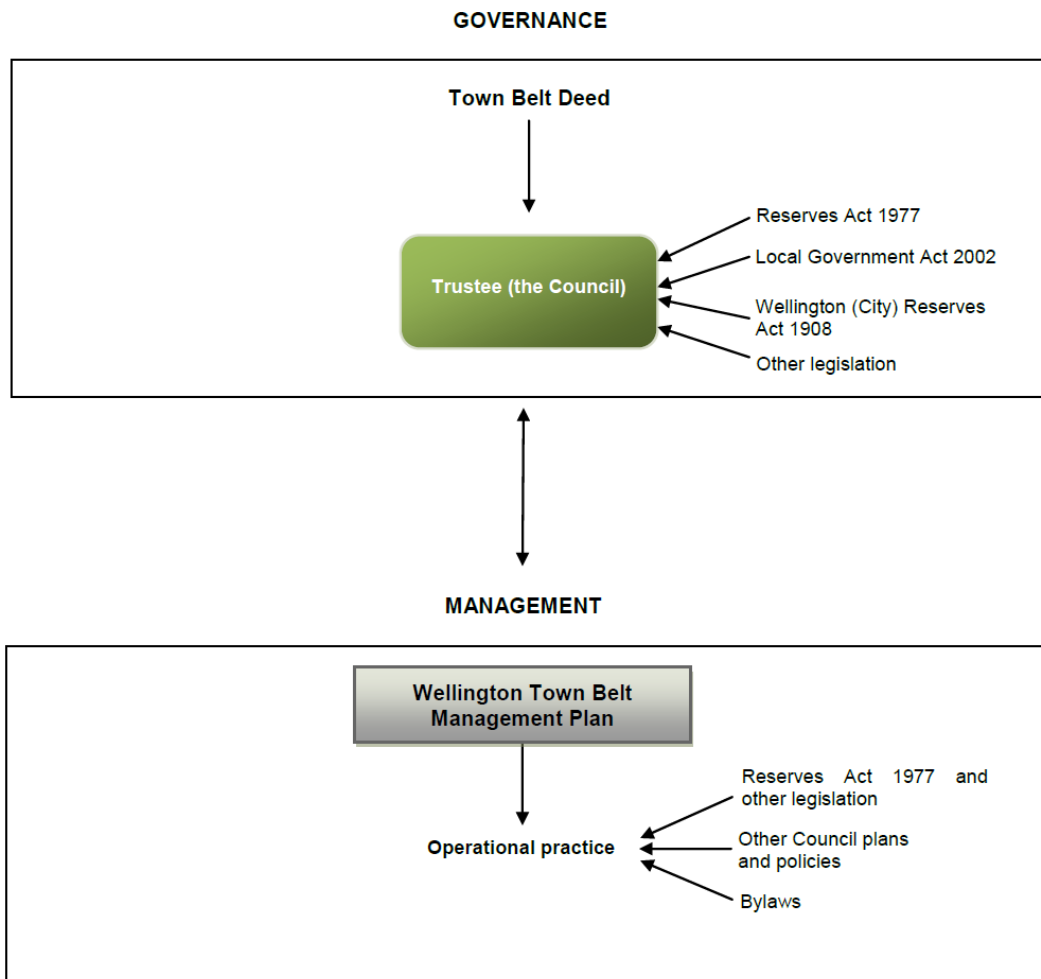 GOVERNANCE
Town Belt Deed
Reserves Act 1977
Trustee (the Council)
Local Government Act 2002
Wellington (City) Reserves
Act 1908
Other legislation
MANAGEMENT
Wellington Town Belt
Management Plan
Reserves Act 1977 and
other legislation
Operational practice
Other Council plans
and policies
Bylaws